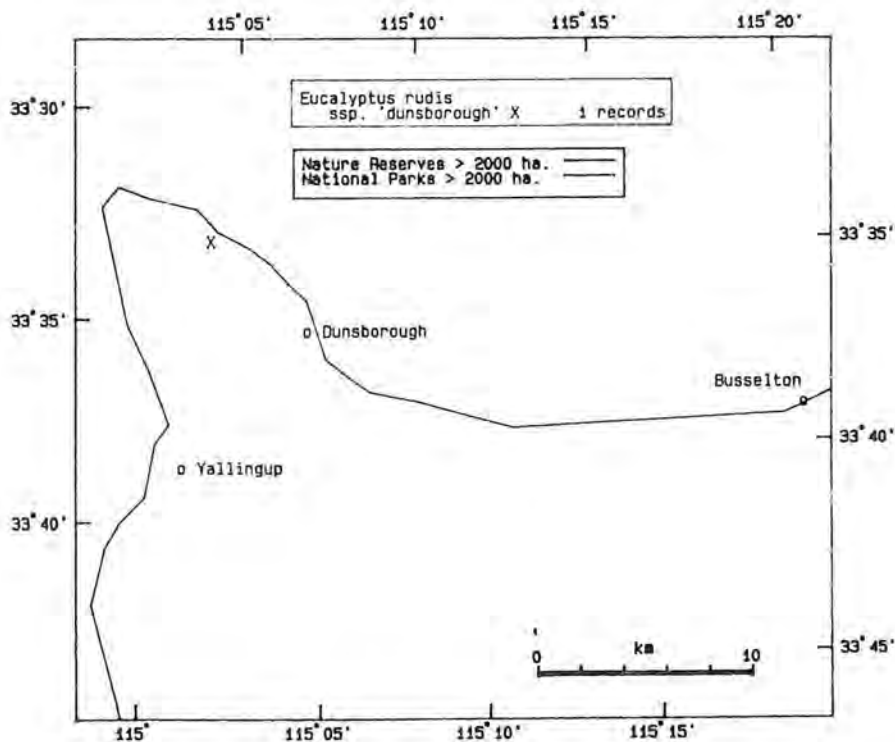 115° 05'
115° 10'
115° 15'
115° 20'
33° 30'
Eucalyptus rudis
ssp. 'dunsborough' X 1 records
Nature Reserves > 2000 ha.
National Parks > 2000 ha.
X
33° 35'
33° 35'
Dunsborough
Busselton
33° 40'
Yallingup
33° 40'
km
0 10
33° 45'
115°
115° 05'
115° 10'
115° 15'